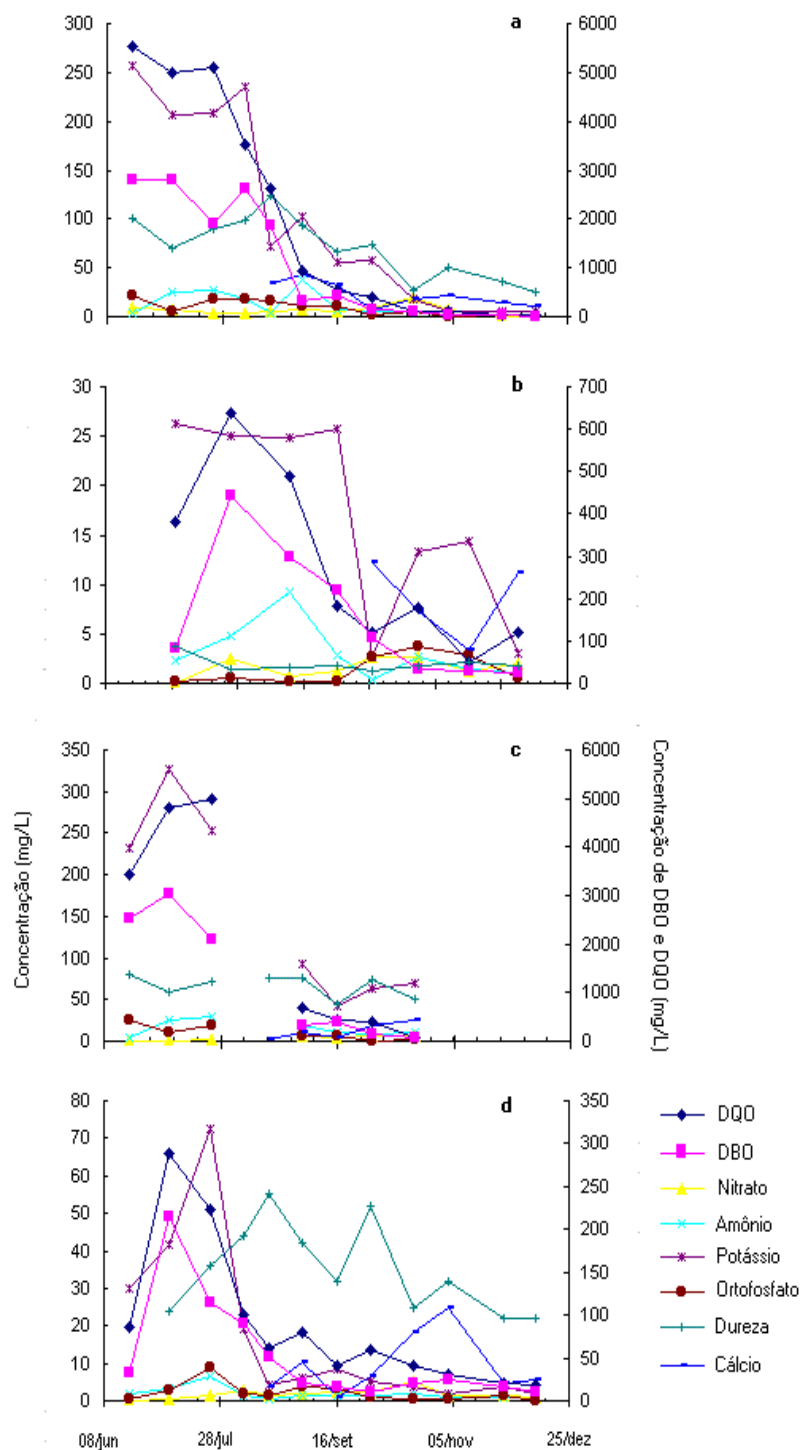 a
300 6000
250 5000
200 4000
150 3000
100 2000
50 1000
0 0
b
30 700
25 600
20 500
15 400
300
10 200
5 100
0 0
c
350 6000
300 5000
250 4000
200 3000
150 2000
100 1000
50
0 0
Concentração (mg/L)
Concentração de DBO e DQO (mg/L)
d
80 350
70 300
60 250
50 200
40 150
30 100
20 50
10
0 0
08/jun 28/jul 16/set 05/nov 25/dez
DQO
DBO
Nitrato
Amônio
Potássio
Ortofosfato
Dureza
Cálcio